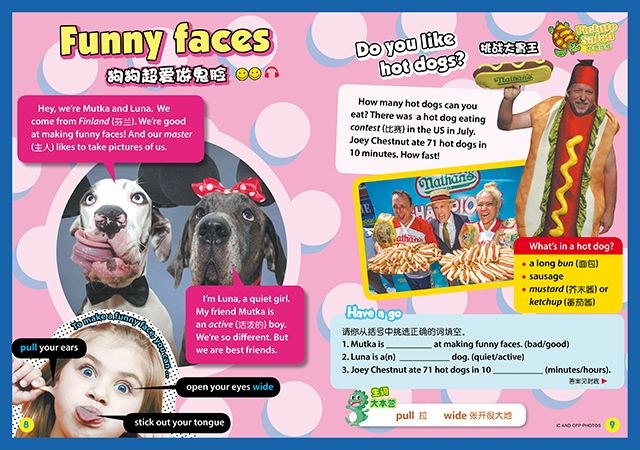 Funny faces
狗狗超爱做鬼脸
Hey, we're Mutka and Luna. We
come from Finland (芬兰). We're good
at making funny faces! And our master
(主人) likes to take pictures of us.
I'm Luna, a quiet girl.
My friend Mutka is
an active (活泼的) boy.
We're so different. But
we are best friends.
To make a funny face, you can
pull your ears
open your eyes wide
stick out your tongue
8
Do you like
hot dogs?
挑战大胃王
Picture
Safari
Nathan's
How many hot dogs can you
eat? There was a hot dog eating
contest (比赛) in the US in July.
Joey Chestnut ate 71 hot dogs in
10 minutes. How fast!
Nathan's
CHAMPIO
What's in a hot dog?
• a long bun (面包)
• sausage
• mustard (芥末酱) or
ketchup (番茄酱)
Have a go
请你从括号中挑选正确的词填空。
1. Mutka is __________ at making funny faces. (bad/good)
2. Luna is a(n) ___________ dog. (quiet/active)
3. Joey Chestnut ate 71 hot dogs in 10 ___________ (minutes/hours).
答案见封底 ▶
生词
大本营
pull 拉 wide 张开很大地
IC AND CFP PHOTOS
9